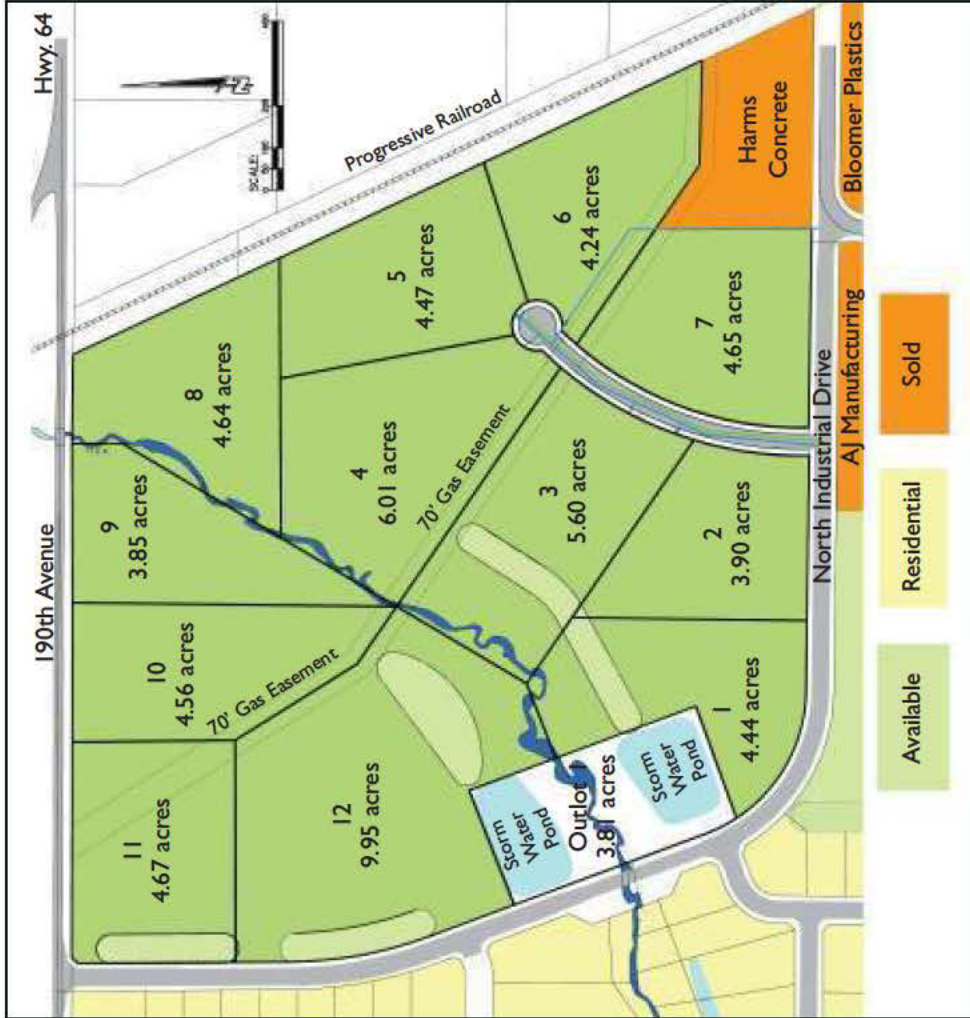 190th Avenue
Hwy. 64
SCALE:
Progressive Railroad
11
4.67 acres
10
4.56 acres
9
3.85 acres
8
4.64 acres
70' Gas Easement
12
9.95 acres
4
6.01 acres
5
4.47 acres
70' Gas Easement
6
4.24 acres
3
5.60 acres
Storm
Water
Pond
Outlot 1
3.81 acres
Storm
Water
Pond
1
4.44 acres
2
3.90 acres
7
4.65 acres
Harms
Concrete
North Industrial Drive
AJ Manufacturing
Bloomer Plastics
Available
Residential
Sold